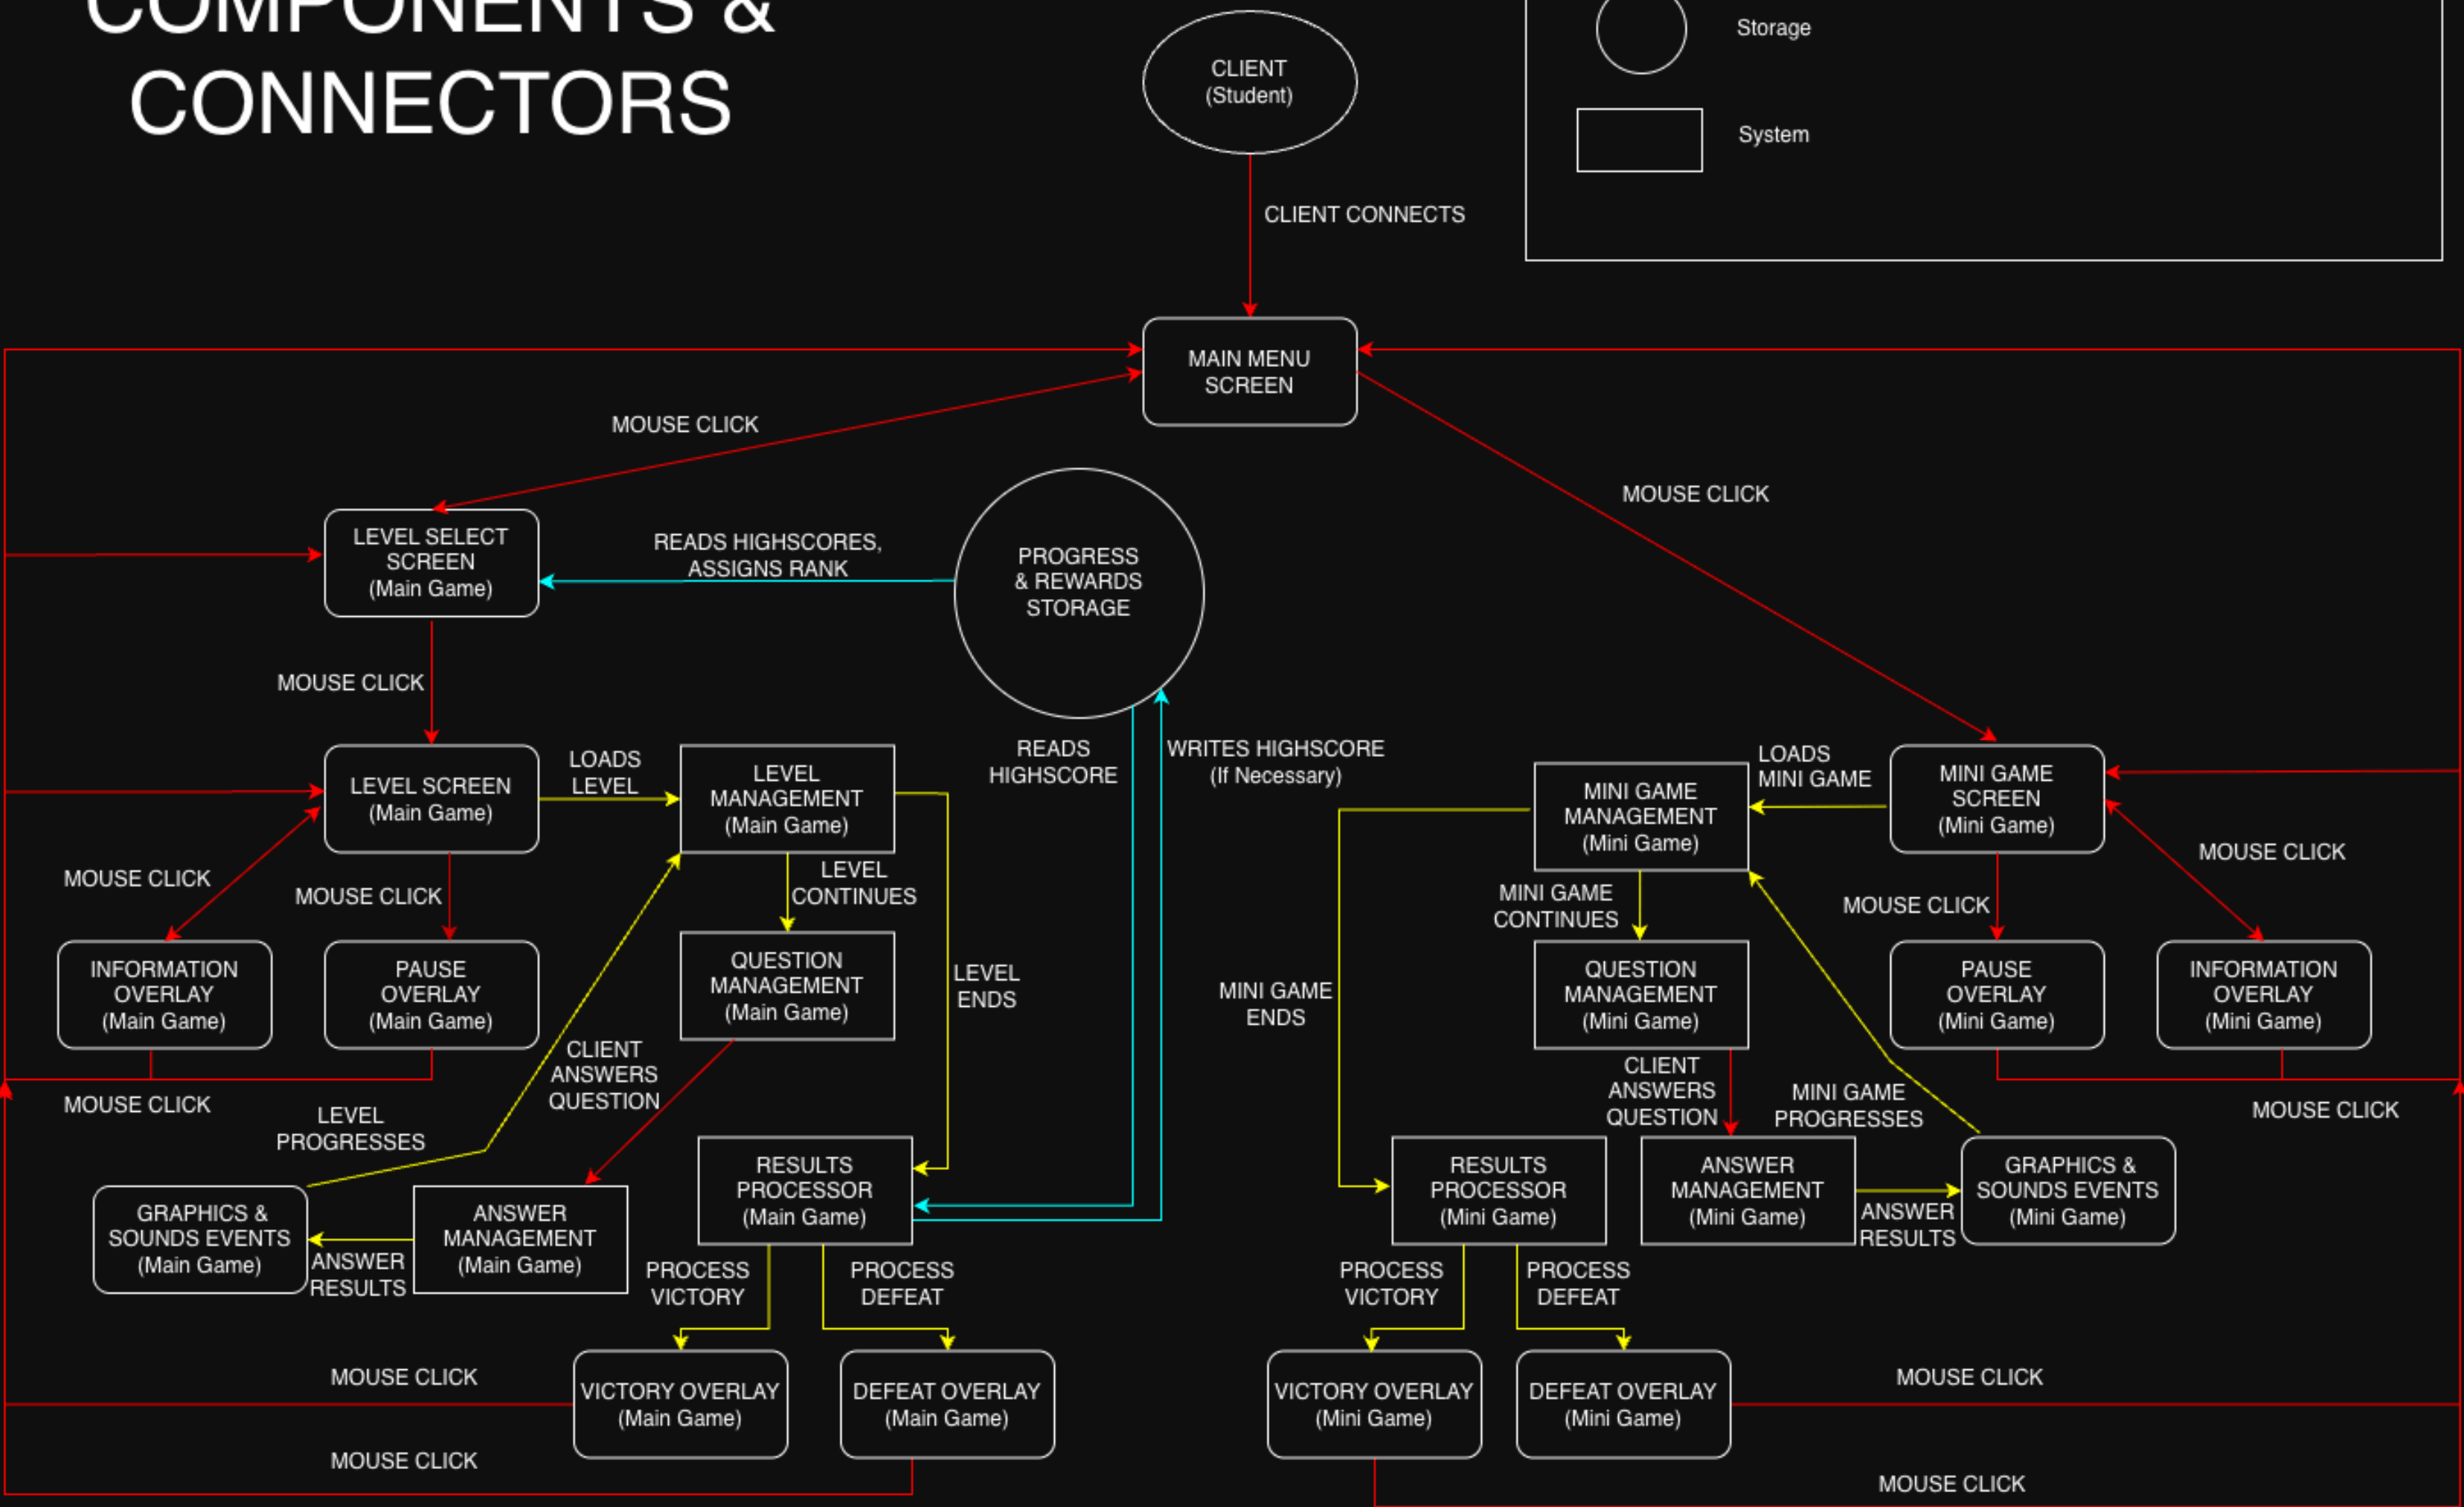 COMPONENTS &
CONNECTORS
CLIENT
(Student)
Storage
System
CLIENT CONNECTS
MAIN MENU
SCREEN
MOUSE CLICK
MOUSE CLICK
LEVEL SELECT
SCREEN
(Main Game)
READS HIGHSCORES,
ASSIGNS RANK
PROGRESS
& REWARDS
STORAGE
MOUSE CLICK
LEVEL SCREEN
(Main Game)
LOADS
LEVEL
LEVEL
MANAGEMENT
(Main Game)
READS
HIGHSCORE
WRITES HIGHSCORE
(If Necessary)
MINI GAME
MANAGEMENT
(Mini Game)
LOADS
MINI GAME
MINI GAME
SCREEN
(Mini Game)
MOUSE CLICK
MOUSE CLICK
LEVEL
CONTINUES
MINI GAME
CONTINUES
MOUSE CLICK
MOUSE CLICK
INFORMATION
OVERLAY
(Main Game)
PAUSE
OVERLAY
(Main Game)
QUESTION
MANAGEMENT
(Main Game)
LEVEL
ENDS
MINI GAME
ENDS
QUESTION
MANAGEMENT
(Mini Game)
PAUSE
OVERLAY
(Mini Game)
INFORMATION
OVERLAY
(Mini Game)
MOUSE CLICK
LEVEL
PROGRESSES
CLIENT
ANSWERS
QUESTION
CLIENT
ANSWERS
QUESTION
MINI GAME
PROGRESSES
MOUSE CLICK
GRAPHICS &
SOUNDS EVENTS
(Main Game)
ANSWER
RESULTS
ANSWER
MANAGEMENT
(Main Game)
RESULTS
PROCESSOR
(Main Game)
RESULTS
PROCESSOR
(Mini Game)
ANSWER
MANAGEMENT
(Mini Game)
ANSWER
RESULTS
GRAPHICS &
SOUNDS EVENTS
(Mini Game)
PROCESS
VICTORY
PROCESS
DEFEAT
PROCESS
VICTORY
PROCESS
DEFEAT
MOUSE CLICK
VICTORY OVERLAY
(Main Game)
DEFEAT OVERLAY
(Main Game)
VICTORY OVERLAY
(Mini Game)
DEFEAT OVERLAY
(Mini Game)
MOUSE CLICK
MOUSE CLICK
MOUSE CLICK